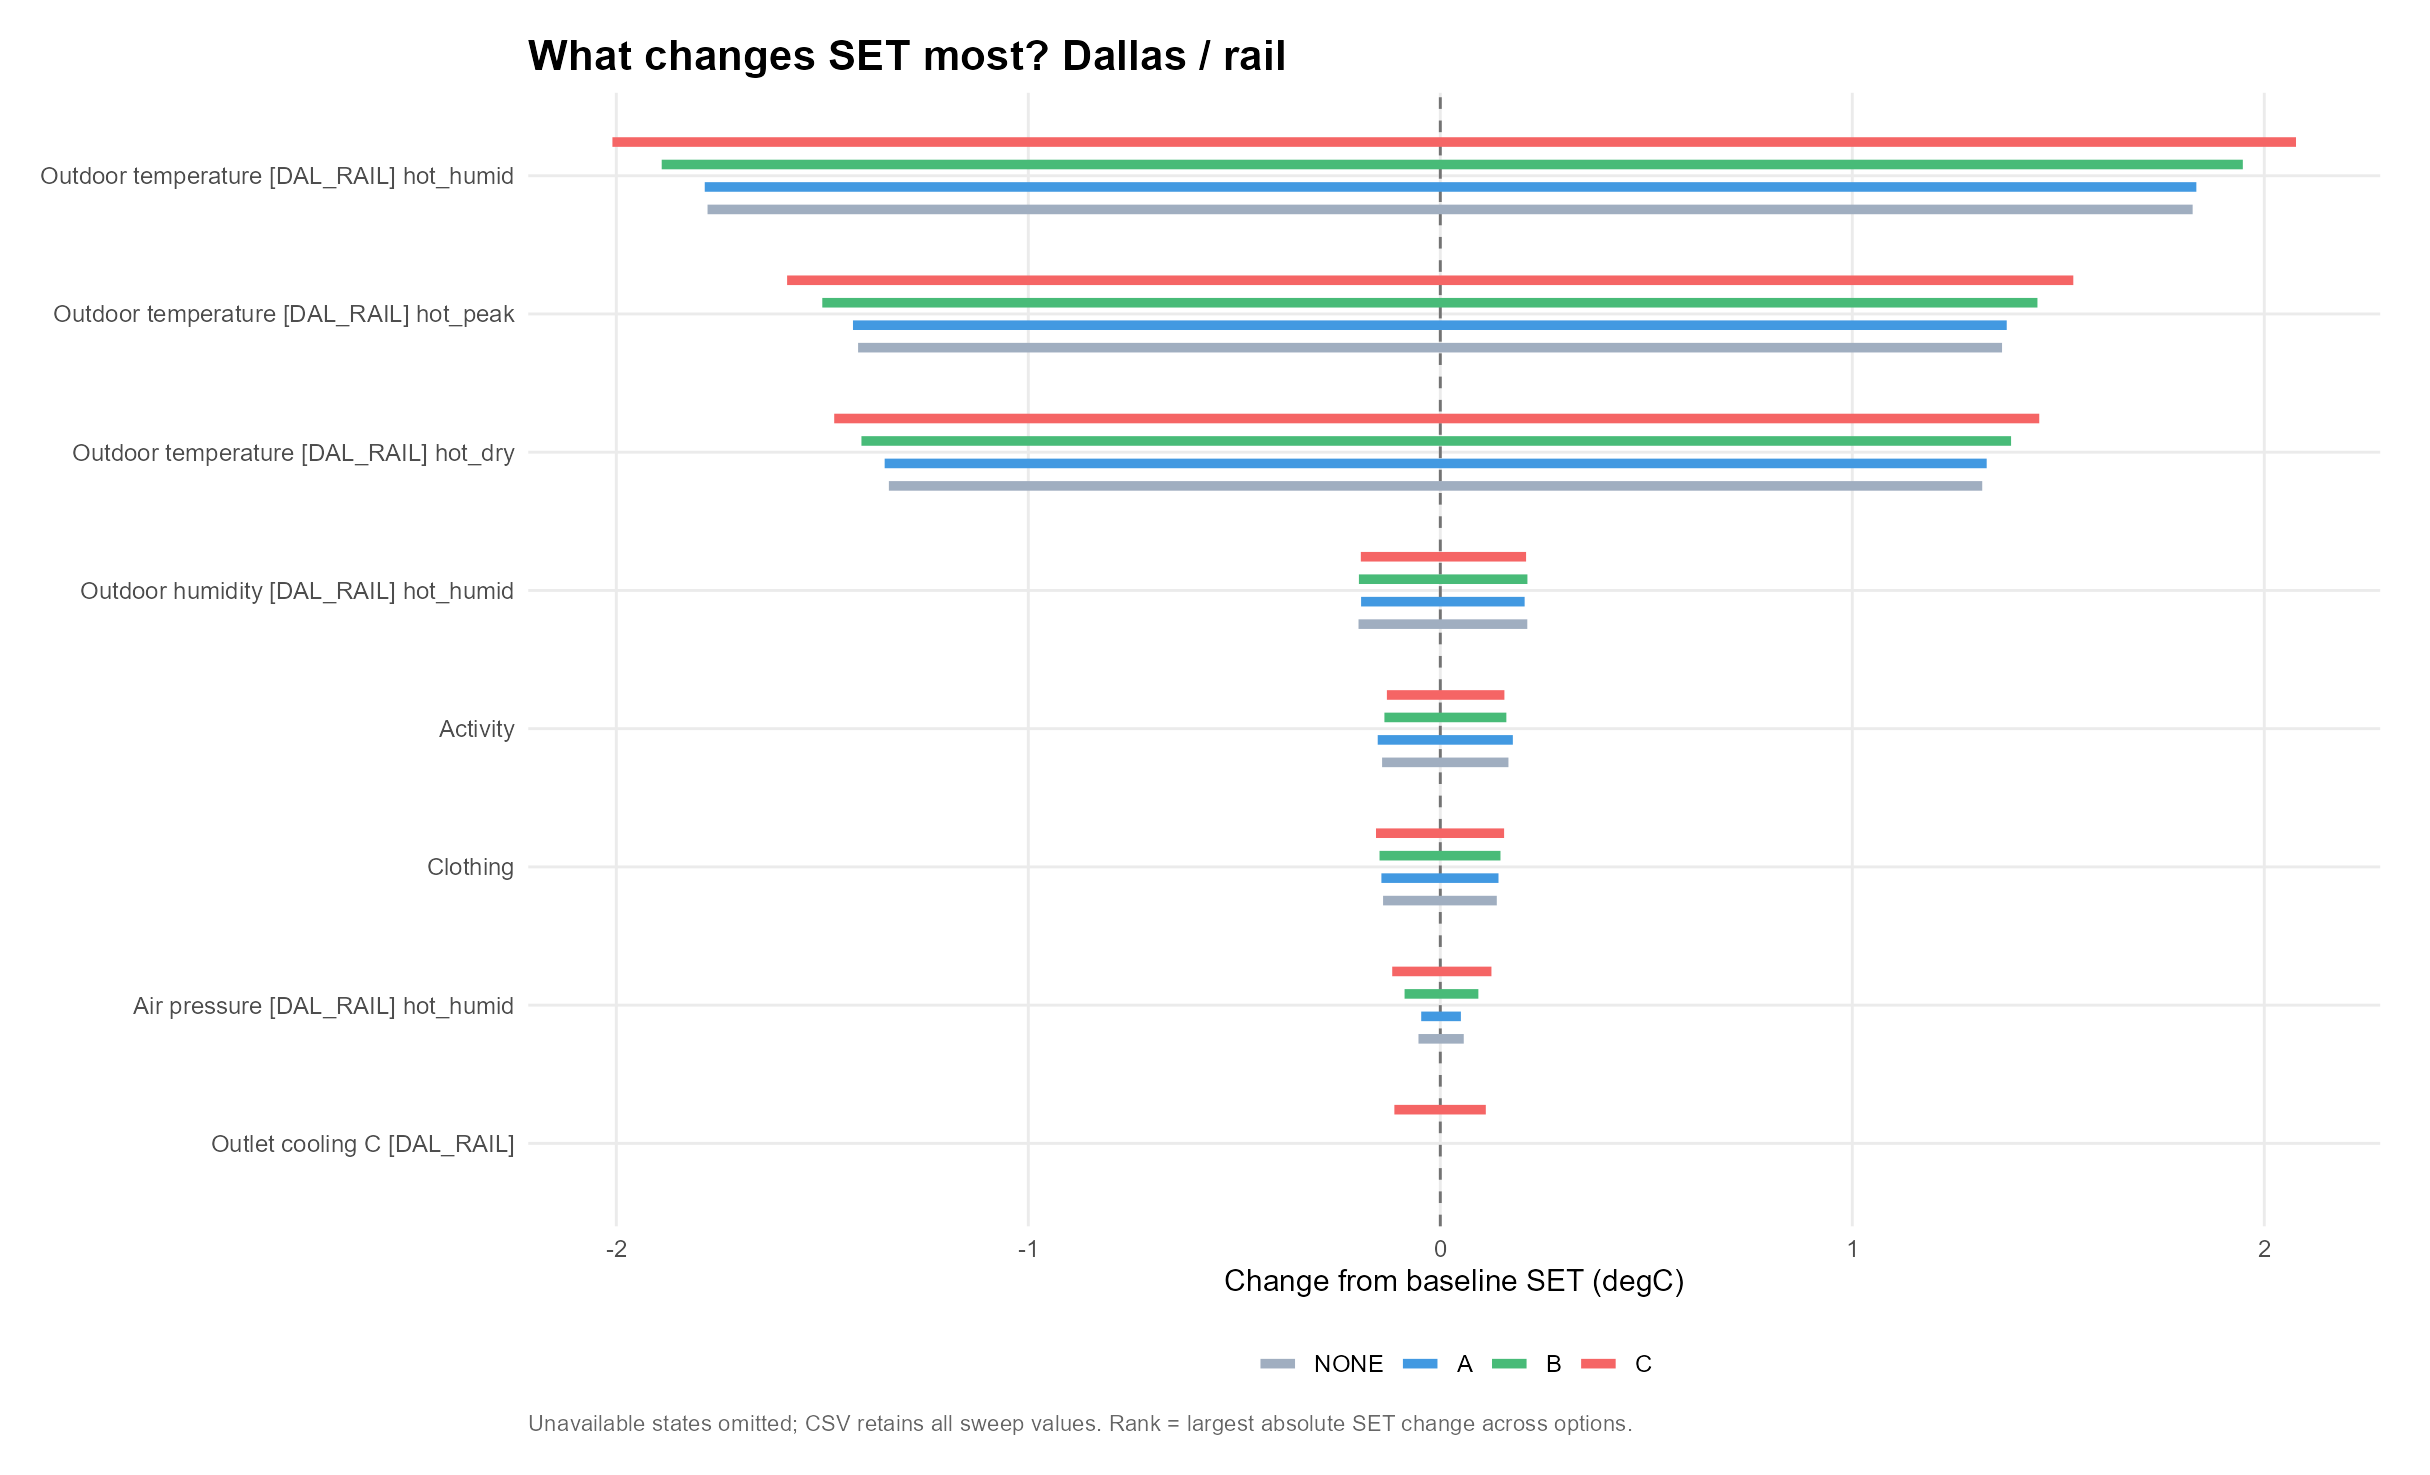 What changes SET most? Dallas / rail
Outdoor temperature [DAL_RAIL] hot_humid
Outdoor temperature [DAL_RAIL] hot_peak
Outdoor temperature [DAL_RAIL] hot_dry
Outdoor humidity [DAL_RAIL] hot_humid
Activity
Clothing
Air pressure [DAL_RAIL] hot_humid
Outlet cooling C [DAL_RAIL]
-2 -1 0 1 2
Change from baseline SET (degC)
NONE A B C
Unavailable states omitted; CSV retains all sweep values. Rank = largest absolute SET change across options.